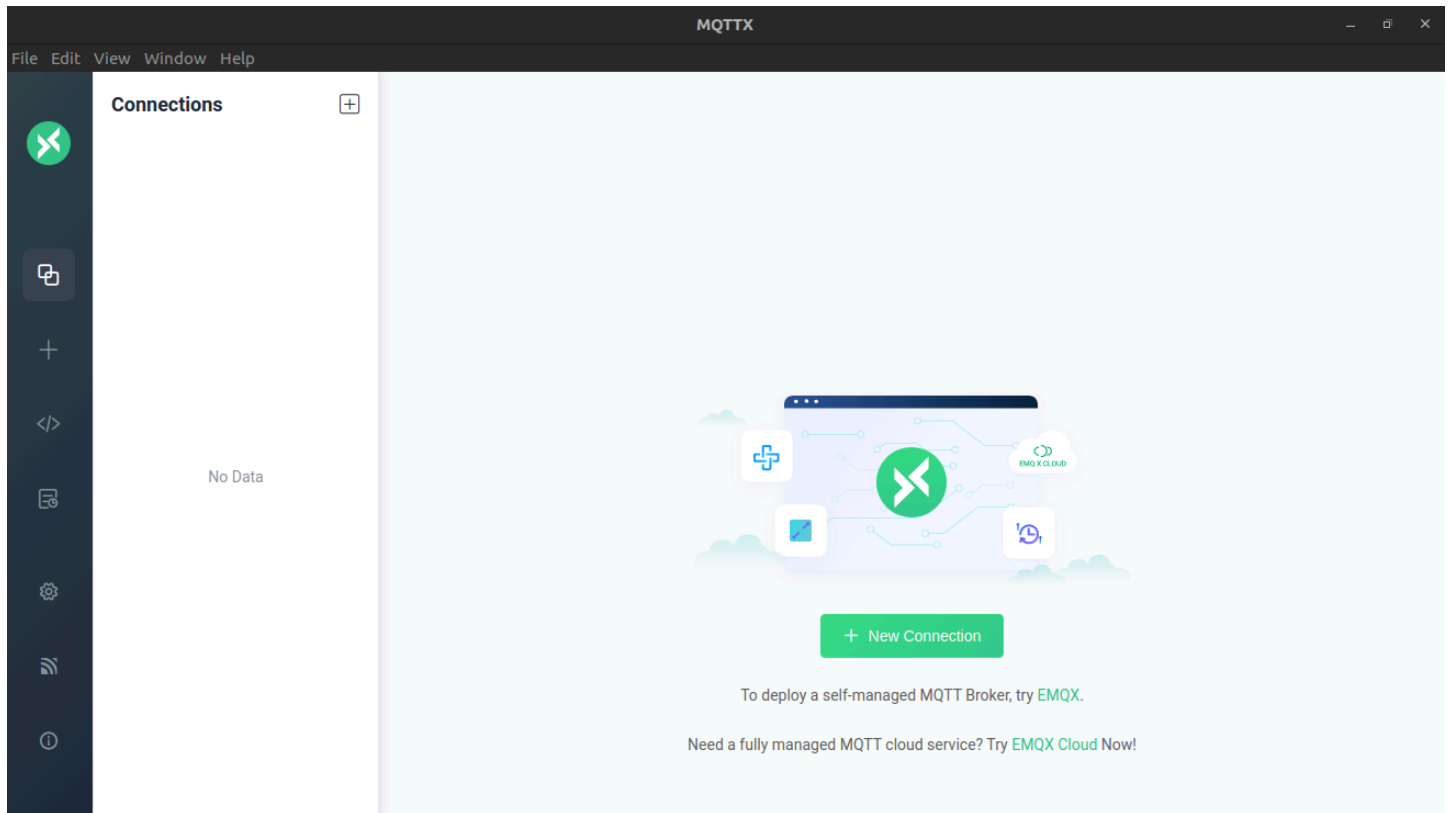 MQTTX
File Edit View Window Help
Connections
No Data
EMQ X CLOUD
New Connection
To deploy a self-managed MQTT Broker, try EMQX.
Need a fully managed MQTT cloud service? Try EMQX Cloud Now!